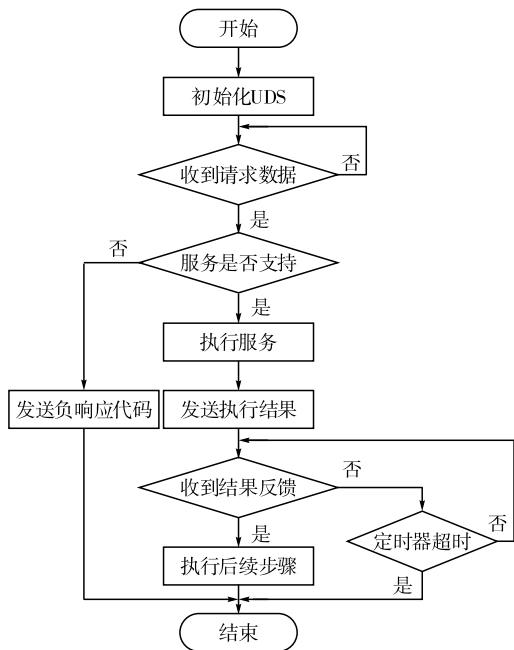 开始
初始化UDS
收到请求数据
否
是
服务是否支持
否
是
执行服务
发送负响应代码
发送执行结果
收到结果反馈
否
是
定时器超时
否
是
执行后续步骤
结束